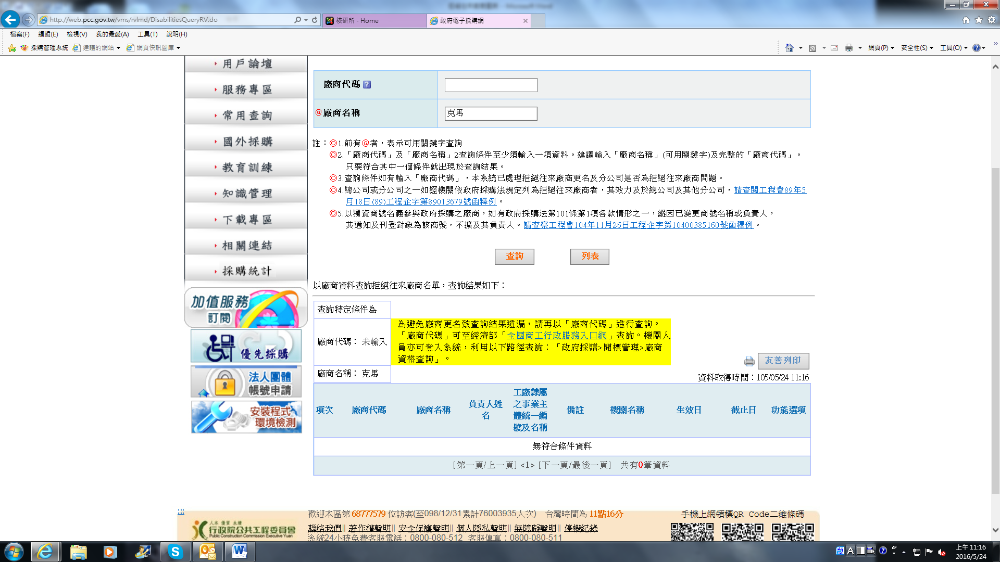 http://web.pcc.gov.tw/vms/rvlmd/DisabilitiesQueryRV.do
核研所 - Home
政府電子採購網
檔案(F) 編輯(E) 檢視(V) 我的最愛(A) 工具(T) 說明(H)
採購管理系統 建議的網站 網頁快訊圖庫
網頁(P) 安全性(S) 工具(O)
用戶論壇
服務專區
常用查詢
國外採購
教育訓練
知識管理
下載專區
相關連結
採購統計
加值服務
訂閱
優先採購
法人團體
帳號申請
安裝程式
環境檢測
廠商代碼
@廠商名稱 克馬
註：◎1.前有@者，表示可用關鍵字查詢
◎2.「廠商代碼」及「廠商名稱」2查詢條件至少須輸入一項資料。建議輸入「廠商名稱」(可用關鍵字)及完整的「廠商代碼」。
只要符合其中一個條件就出現於查詢結果。
◎3.查詢條件如有輸入「廠商代碼」，本系統已處理拒絕往來廠商更名及分公司是否為拒絕往來廠商問題。
◎4.總公司或分公司之一如經機關依政府採購法規定列為拒絕往來廠商者，其效力及於總公司及其他分公司，請查閱工程會89年5
月18日(89)工程企字第89013679號函釋例。
◎5.以獨資商號名義參與政府採購之廠商，如有政府採購法第101條第1項各款情形之一，縱因已變更商號名稱或負責人，
其通知及刊登對象為該商號，不擴及其負責人。請查察工程會104年11月26日工程企字第10400385160號函釋例。
查詢 列表
以廠商資料查詢拒絕往來廠商名單，查詢結果如下：
查詢特定條件為
廠商代碼： 未輸入
為避免廠商更名致查詢結果遺漏，請再以「廠商代碼」進行查詢。
「廠商代碼」可至經濟部「全國商工行政服務入口網」查詢。機關人
員亦可登入系統，利用以下路徑查詢：「政府採購>開標管理>廠商
資格查詢」。
廠商名稱： 克馬
友善列印
資料取得時間：105/05/24 11:16
項次 廠商代碼 廠商名稱 負責人姓名 工廠隸屬之事業主體統一編號及名稱 備註 機關名稱 生效日 截止日 功能選項
無符合條件資料
[第一頁/上一頁] <1> [下一頁/最後一頁] 共有0筆資料
:::
人本 優質 永續
行政院公共工程委員會
Public Construction Commission Executive Yuan
歡迎本區第 68777579 位訪客(至098/12/31累計76003935人次) 台灣時間為 11點16分
聯絡我們|| 著作權聲明|| 安全保護聲明|| 個人隱私聲明|| 無障礙聲明|| 停機紀錄
系統24小時免費客服電話：0800-080-512 客服傳真：0800-080-511
手機上網領標QR Code二維條碼
上午 11:16
2016/5/24